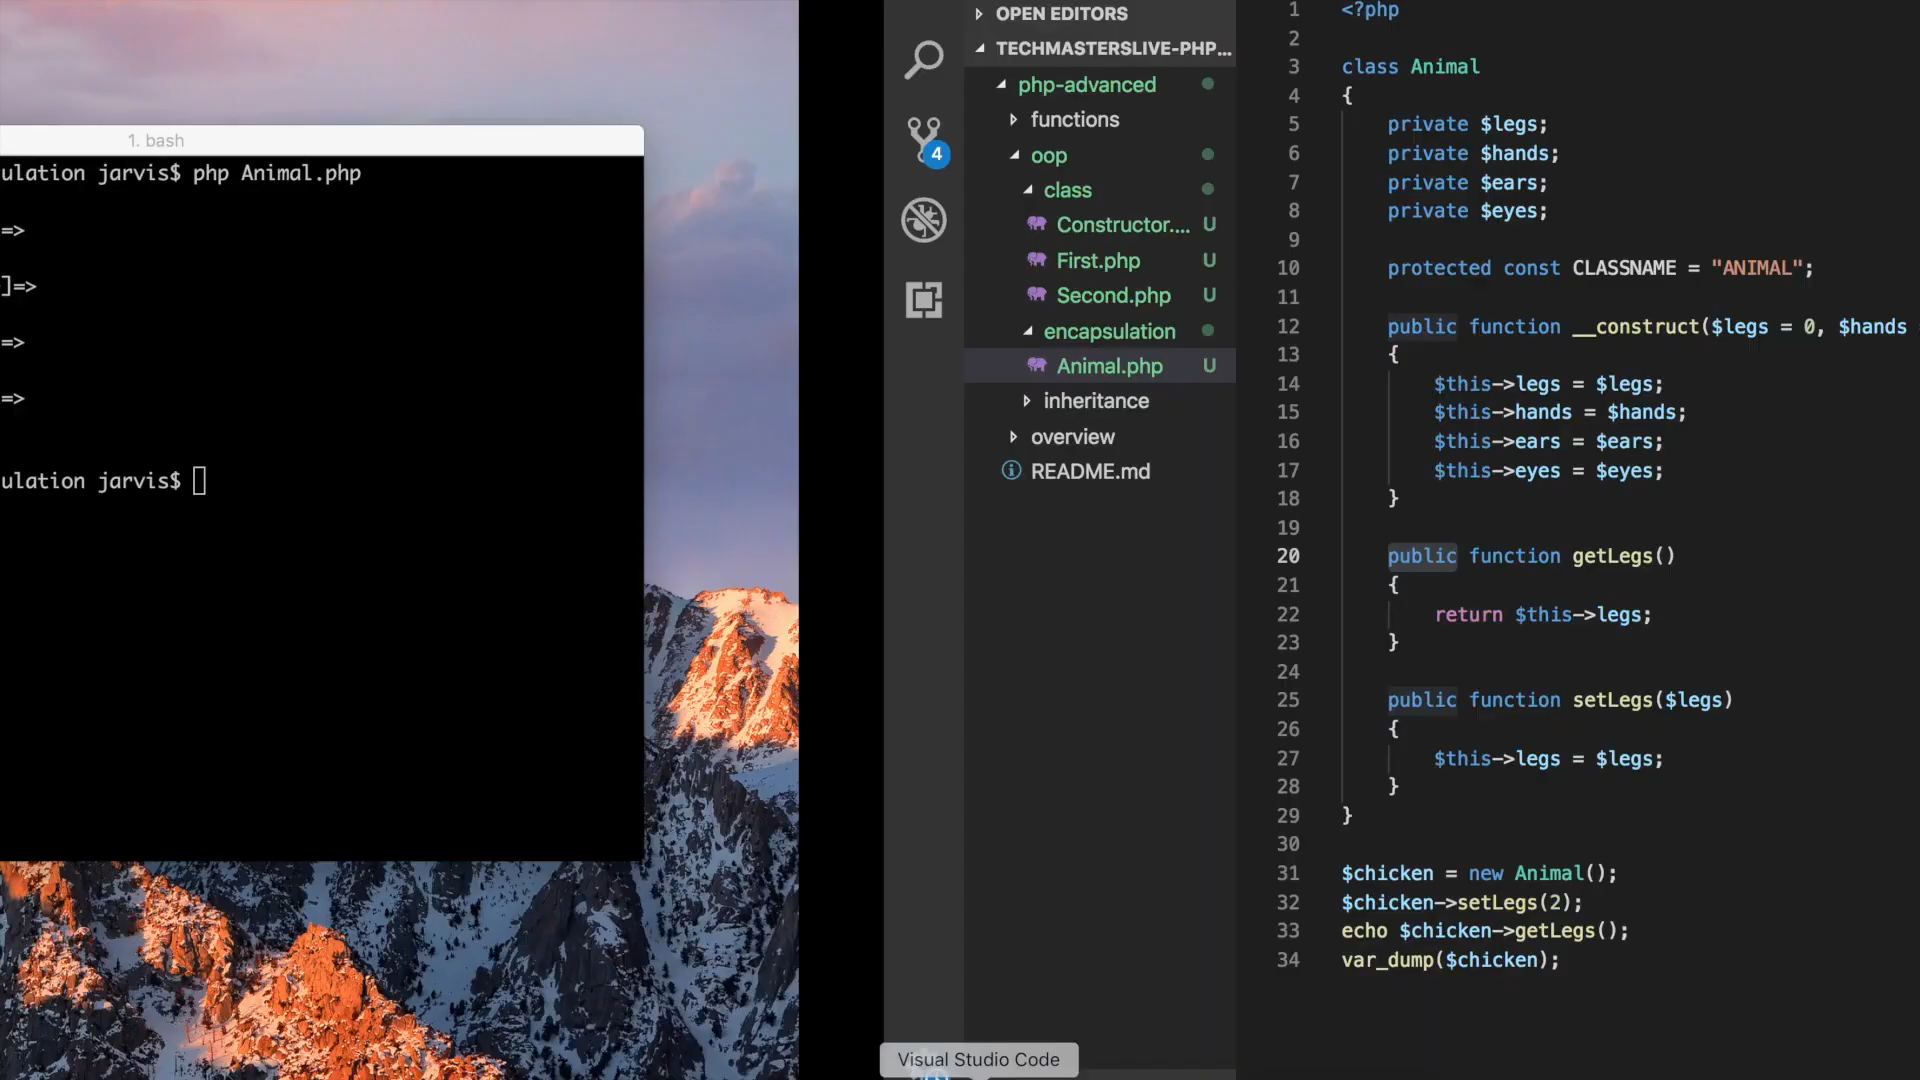 1. bash
ulation jarvis$ php Animal.php
=>
]=>
=>
=>
ulation jarvis$
OPEN EDITORS
TECHMASTERSLIVE-PHP...
php-advanced
functions
oop
class
Constructor.... U
First.php U
Second.php U
encapsulation
Animal.php U
inheritance
overview
README.md
4
Visual Studio Code
1 <?php
2
3 class Animal
4 {
5 private $legs;
6 private $hands;
7 private $ears;
8 private $eyes;
9
10 protected const CLASSNAME = "ANIMAL";
11
12 public function __construct($legs = 0, $hands
13 {
14 $this->legs = $legs;
15 $this->hands = $hands;
16 $this->ears = $ears;
17 $this->eyes = $eyes;
18 }
19
20 public function getLegs()
21 {
22 return $this->legs;
23 }
24
25 public function setLegs($legs)
26 {
27 $this->legs = $legs;
28 }
29 }
30
31 $chicken = new Animal();
32 $chicken->setLegs(2);
33 echo $chicken->getLegs();
34 var_dump($chicken);